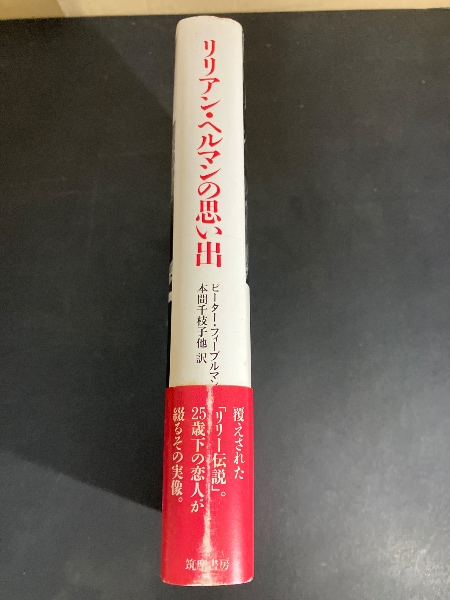 リリアン・ヘルマンの思い出
ピーター・フィーブルマン
本間千枝子他 訳
覆えされた
「リリー伝説」。
25歳下の恋人が
綴るその実像。
筑摩書房